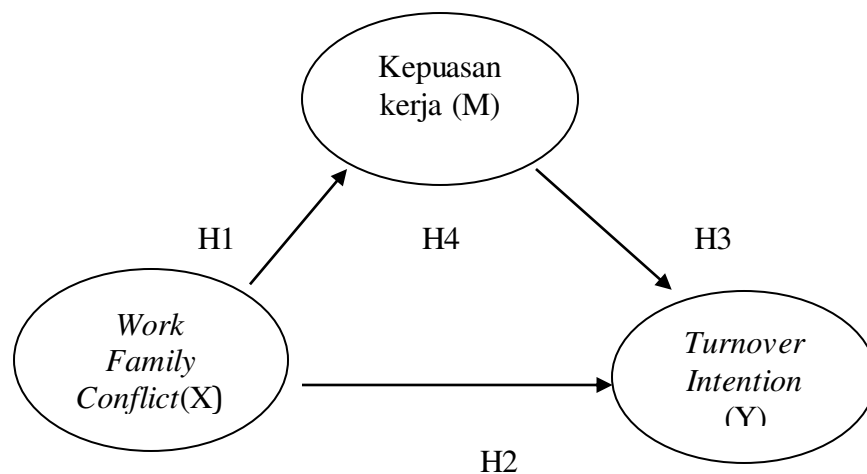 Kepuasan
kerja (M)
H1
H4
H3
Work
Family
Conflict(X)
Turnover
Intention
(Y)
H2